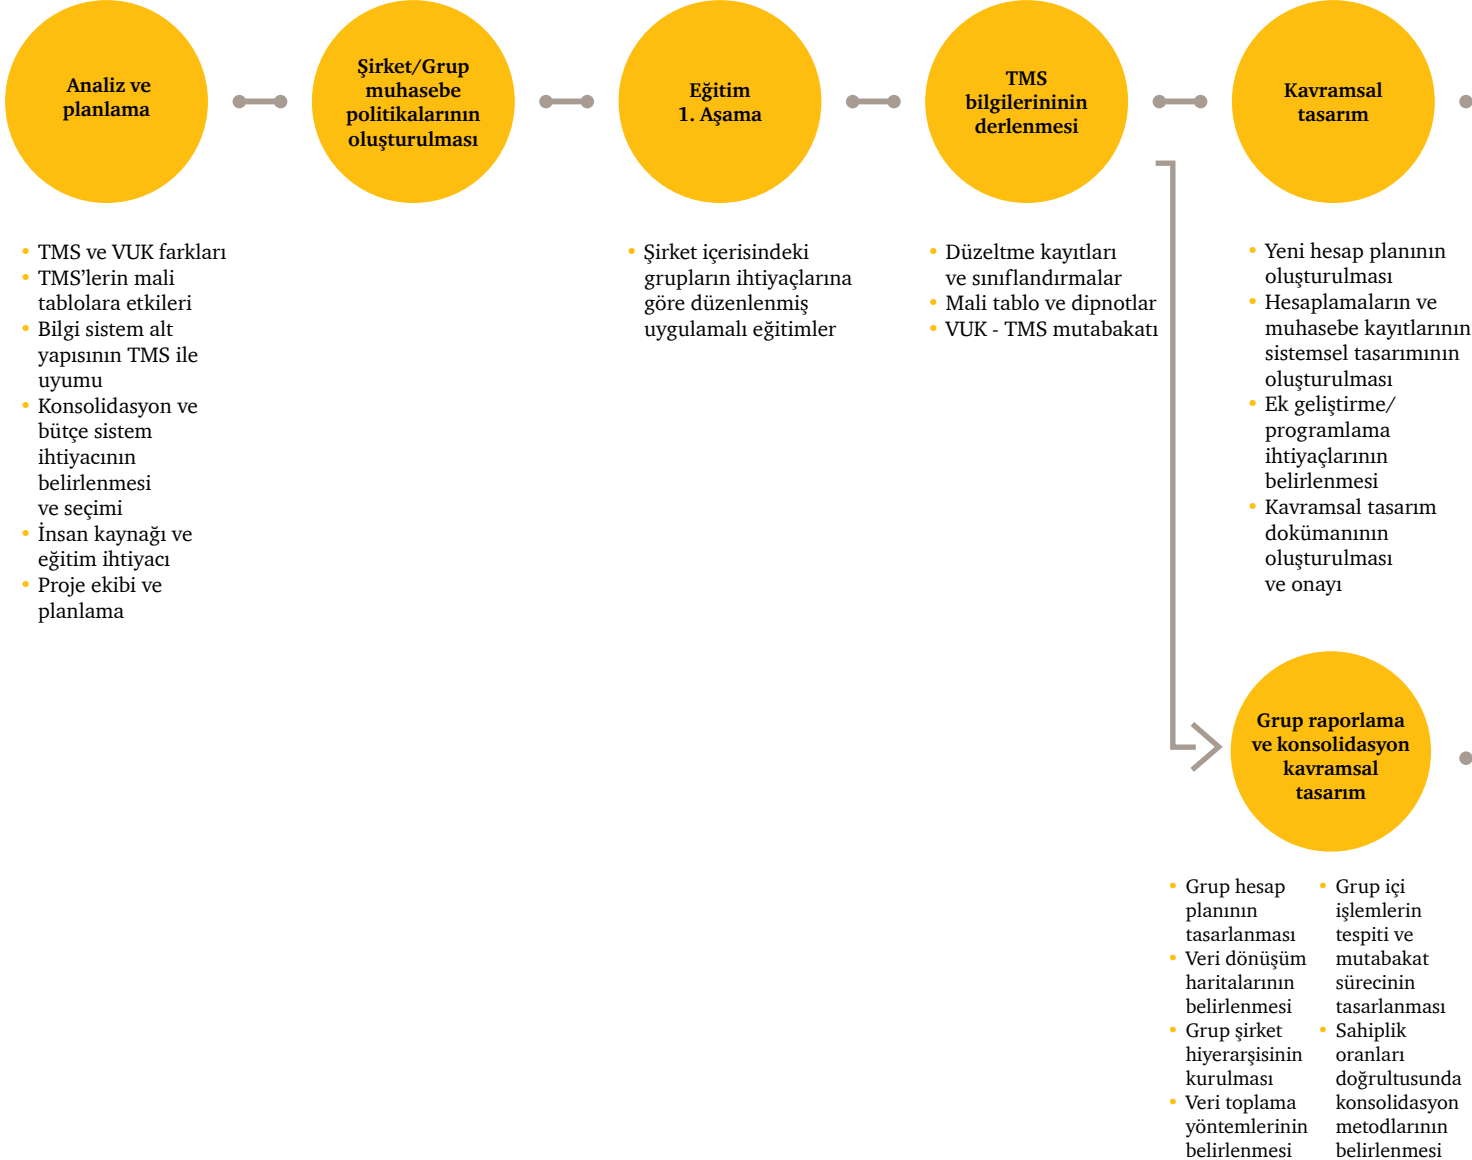 Analiz ve
planlama
Şirket/Grup
muhasebe
politikalarının
oluşturulması
Eğitim
1. Aşama
TMS
bilgilerininin
derlenmesi
Kavramsal
tasarım
• TMS ve VUK farkları
• TMS’lerin mali
tablolara etkileri
• Bilgi sistem alt
yapısının TMS ile
uyumu
• Konsolidasyon ve
bütçe sistem
ihtiyacının
belirlenmesi
ve seçimi
• İnsan kaynağı ve
eğitim ihtiyacı
• Proje ekibi ve
planlama
• Şirket içerisindeki
grupların ihtiyaçlarına
göre düzenlenmiş
uygulamalı eğitimler
• Düzeltme kayıtları
ve sınıflandırmalar
• Mali tablo ve dipnotlar
• VUK - TMS mutabakatı
• Yeni hesap planının
oluşturulması
• Hesaplamaların ve
muhasebe kayıtlarının
sistemsel tasarımının
oluşturulması
• Ek geliştirme/
programlama
ihtiyaçlarının
belirlenmesi
• Kavramsal tasarım
dokümanının
oluşturulması
ve onayı
Grup raporlama
ve konsolidasyon
kavramsal
tasarım
• Grup hesap
planının
tasarlanması
• Veri dönüşüm
haritalarının
belirlenmesi
• Grup şirket
hiyerarşisinin
kurulması
• Veri toplama
yöntemlerinin
belirlenmesi
• Grup içi
işlemlerin
tespiti ve
mutabakat
sürecinin
tasarlanması
• Sahiplik
oranları
doğrultusunda
konsolidasyon
metodlarının
belirlenmesi